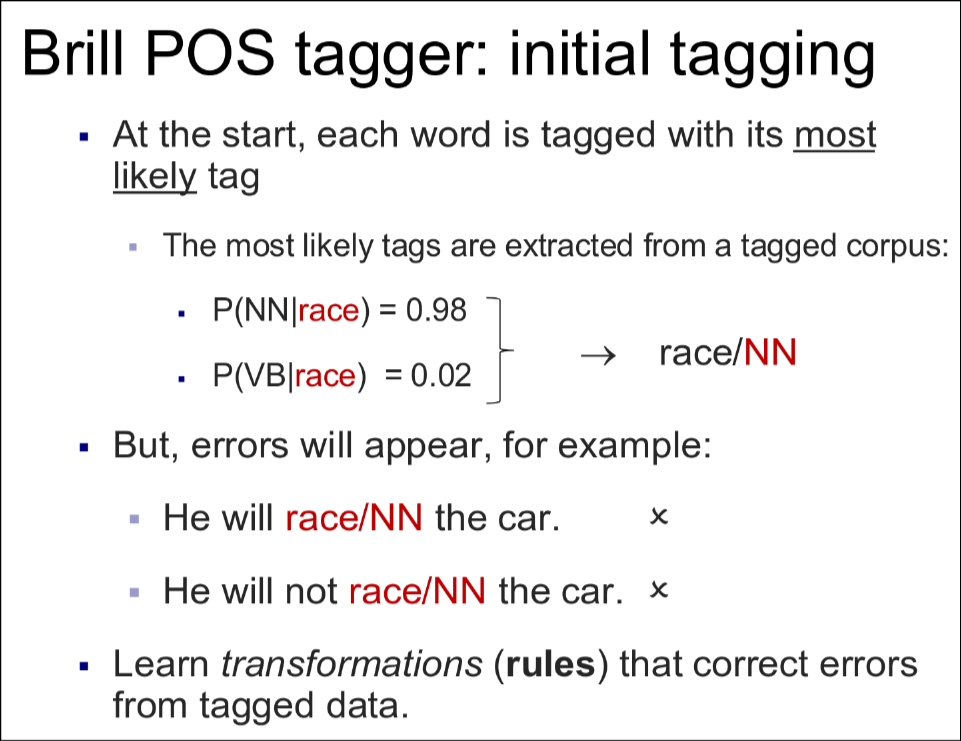 Brill POS tagger: initial tagging
▪ At the start, each word is tagged with its most
likely tag
▪ The most likely tags are extracted from a tagged corpus:
▪ P(NN|race) = 0.98
→ race/NN
▪ P(VB|race) = 0.02
▪ But, errors will appear, for example:
▪ He will race/NN the car. ×
▪ He will not race/NN the car. ×
▪ Learn transformations (rules) that correct errors
from tagged data.